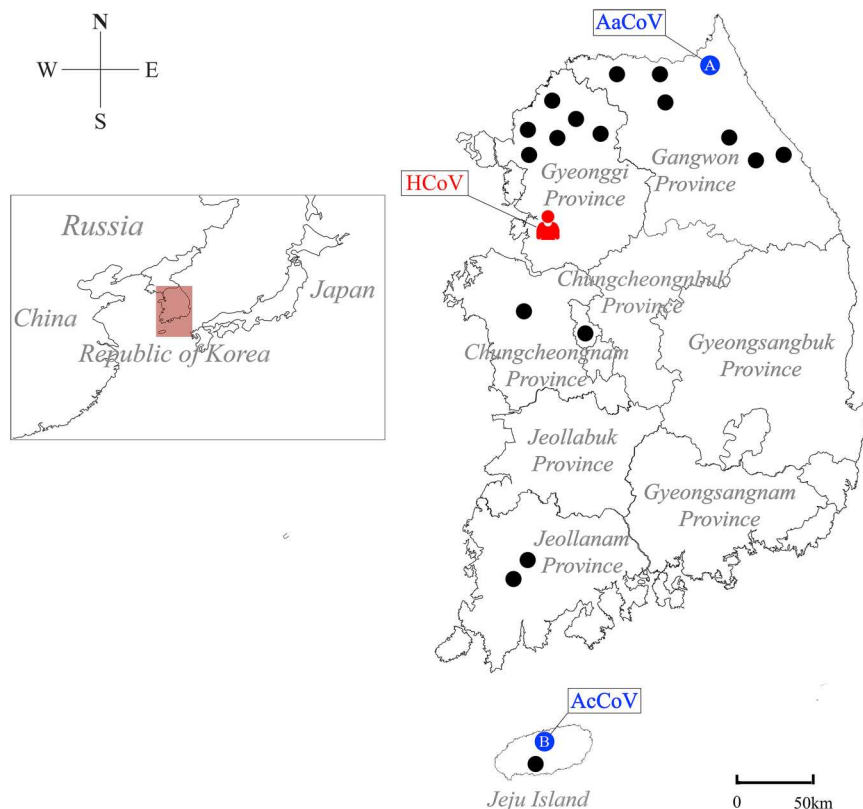 N
W
E
S
AaCoV
A
HCoV
Gyeonggi
Province
Gangwon
Province
Russia
China
Japan
Republic of Korea
Chungcheongnbuk
Province
Chungcheongnam
Province
Gyeongsangbuk
Province
Jeollabuk
Province
Gyeongsangnam
Province
Jeollanam
Province
AcCoV
B
Jeju Island
0
50km